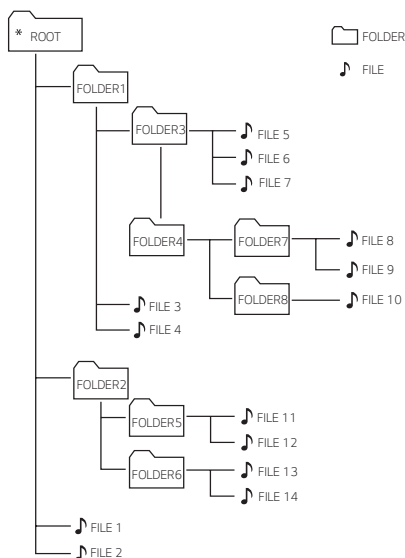 * ROOT
FOLDER
FILE
FOLDER1
FOLDER3
FILE 5
FILE 6
FILE 7
FOLDER4
FOLDER7
FILE 8
FILE 9
FOLDER8
FILE 10
FILE 3
FILE 4
FOLDER2
FOLDER5
FILE 11
FILE 12
FOLDER6
FILE 13
FILE 14
FILE 1
FILE 2